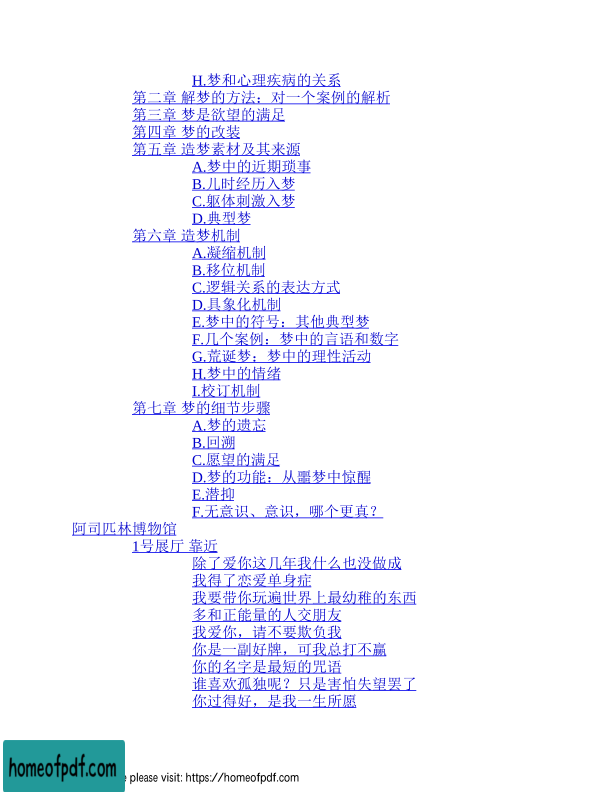 H.梦和心理疾病的关系
第二章 解梦的方法：对一个案例的解析
第三章 梦是欲望的满足
第四章 梦的改装
第五章 造梦素材及其来源
A.梦中的近期琐事
B.儿时经历入梦
C.躯体刺激入梦
D.典型梦
第六章 造梦机制
A.凝缩机制
B.移位机制
C.逻辑关系的表达方式
D.具象化机制
E.梦中的符号：其他典型梦
F.几个案例：梦中的言语和数字
G.荒诞梦：梦中的理性活动
H.梦中的情绪
I.校订机制
第七章 梦的细节步骤
A.梦的遗忘
B.回溯
C.愿望的满足
D.梦的功能：从噩梦中惊醒
E.潜抑
F.无意识、意识，哪个更真？
阿司匹林博物馆
1号展厅 靠近
除了爱你这几年我什么也没做成
我得了恋爱单身症
我要带你玩遍世界上最幼稚的东西
多和正能量的人交朋友
我爱你，请不要欺负我
你是一副好牌，可我总打不赢
你的名字是最短的咒语
谁喜欢孤独呢？只是害怕失望罢了
你过得好，是我一生所愿
homeofpdf.com
e please visit: https://homeofpdf.com